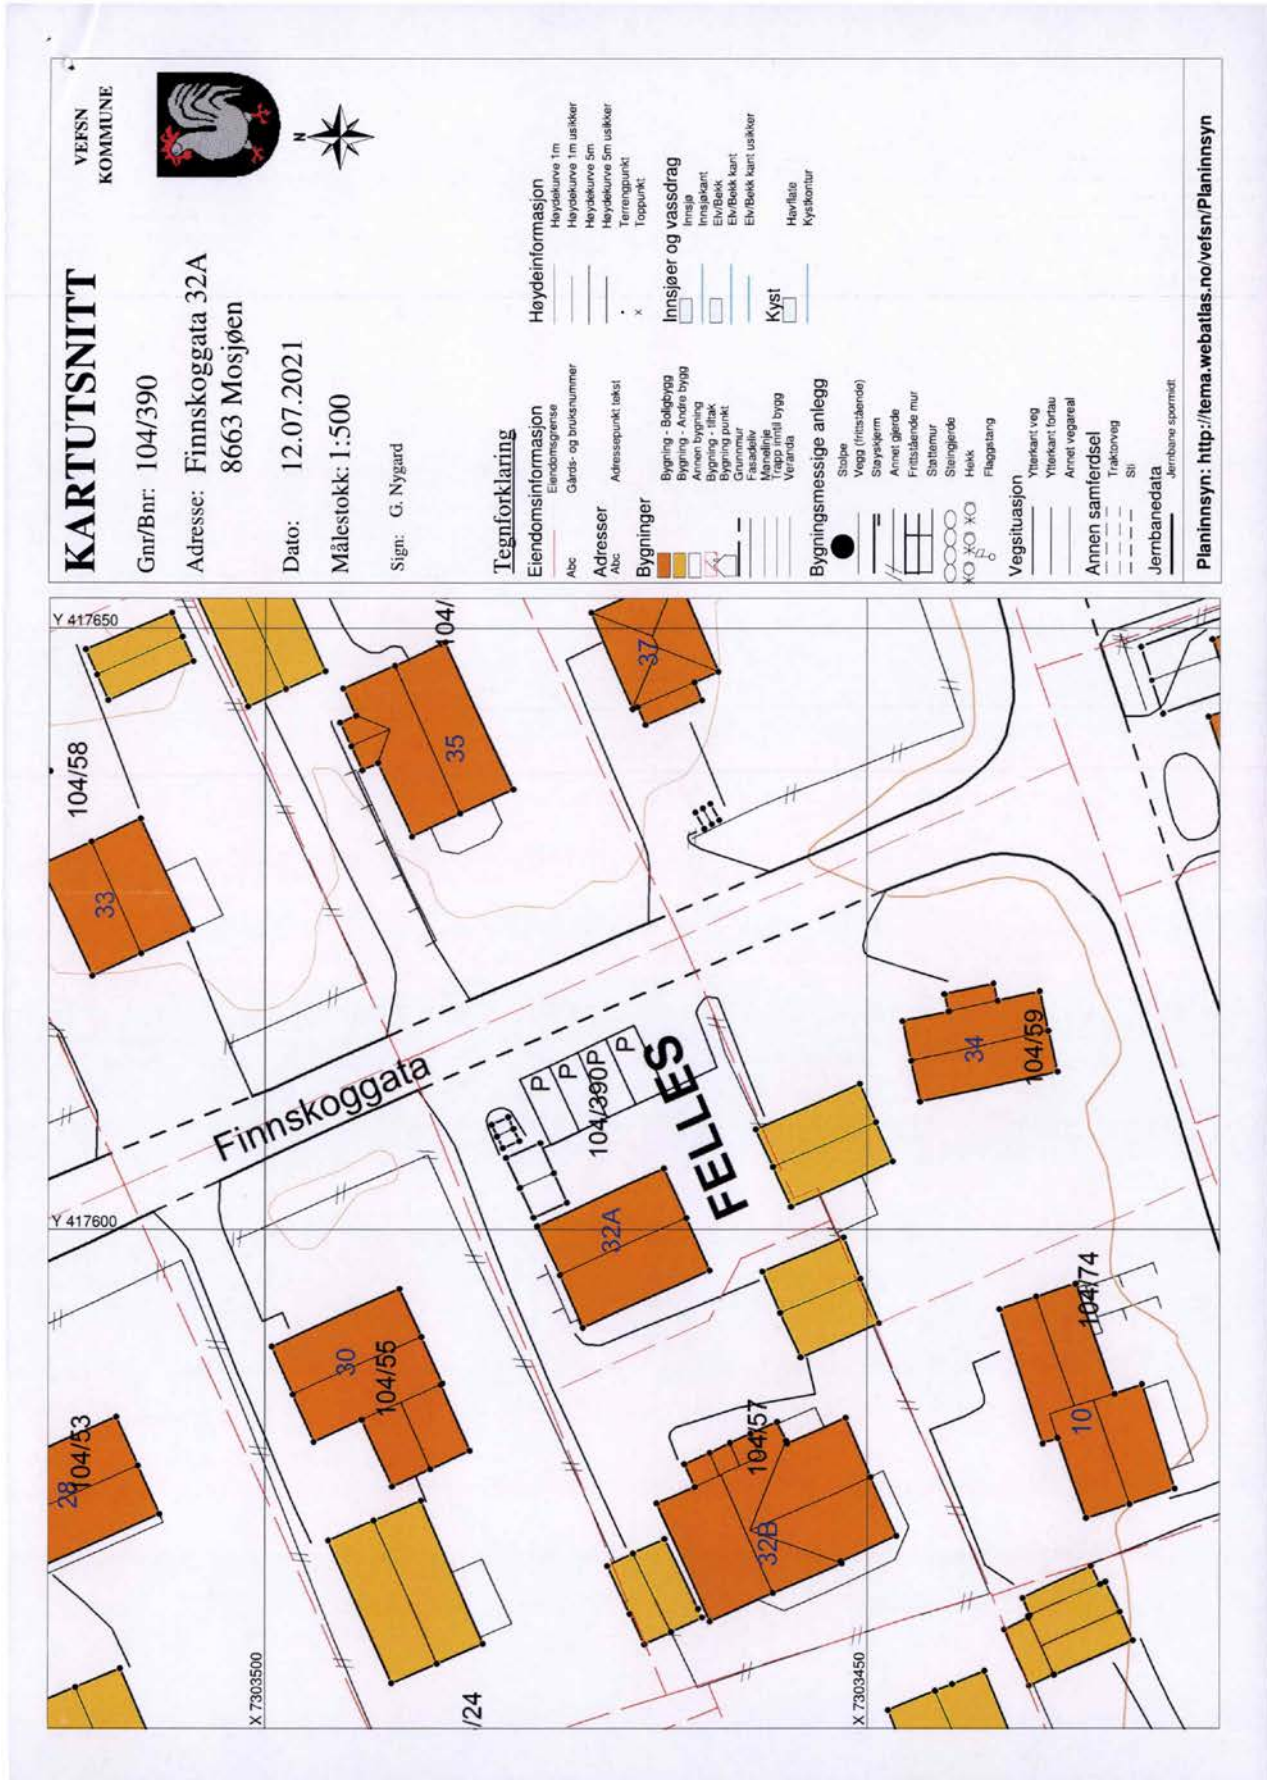 KARTUTSNITT
VEFSN
KOMMUNE
Gnr/Bnr: 104/390
Adresse: Finnskoggata 32A
8663 Mosjøen
Dato: 12.07.2021
Målestokk: 1:500
Sign: G. Nygard
N
Tegnforklaring
Eiendomsinformasjon
Eiendomsgrense
Abc Gårds- og bruksnummer
Adresser
Abc Adressepunkt tekst
Bygninger
Bygning - Boligbygg
Bygning - Andre bygg
Annen bygning
Bygning - tiltak
Bygning punkt
Grunnmur
Fasadeliv
Mønelinje
Trapp inntil bygg
Veranda
Bygningsmessige anlegg
Stolpe
Vegg (frittstående)
Støyskjerm
Annet gjerde
Frittstående mur
Støttemur
Steingjerde
Hekk
Flaggstang
Vegsituasjon
Ytterkant veg
Ytterkant fortau
Annet vegareal
Annen samferdsel
Traktorveg
Sti
Jernbanedata
Jernbane spormidt
Høydeinformasjon
Høydekurve 1m
Høydekurve 1m usikker
Høydekurve 5m
Høydekurve 5m usikker
Terrengpunkt
x Toppunkt
Innsjøer og vassdrag
Innsjø
Innsjøkant
Elv/Bekk
Elv/Bekk kant
Elv/Bekk kant usikker
Kyst
Havflate
Kystkontur
Planinnsyn: http://tema.webatlas.no/vefsn/Planinnsyn
Y 417650
104/58
33
35
104/
37
Finnskoggata
P
P
P
104/390P
FELLES
34
104/59
Y 417600
32A
28
104/53
30
104/55
104/57
32B
104/74
10
X 7303500
/24
X 7303450